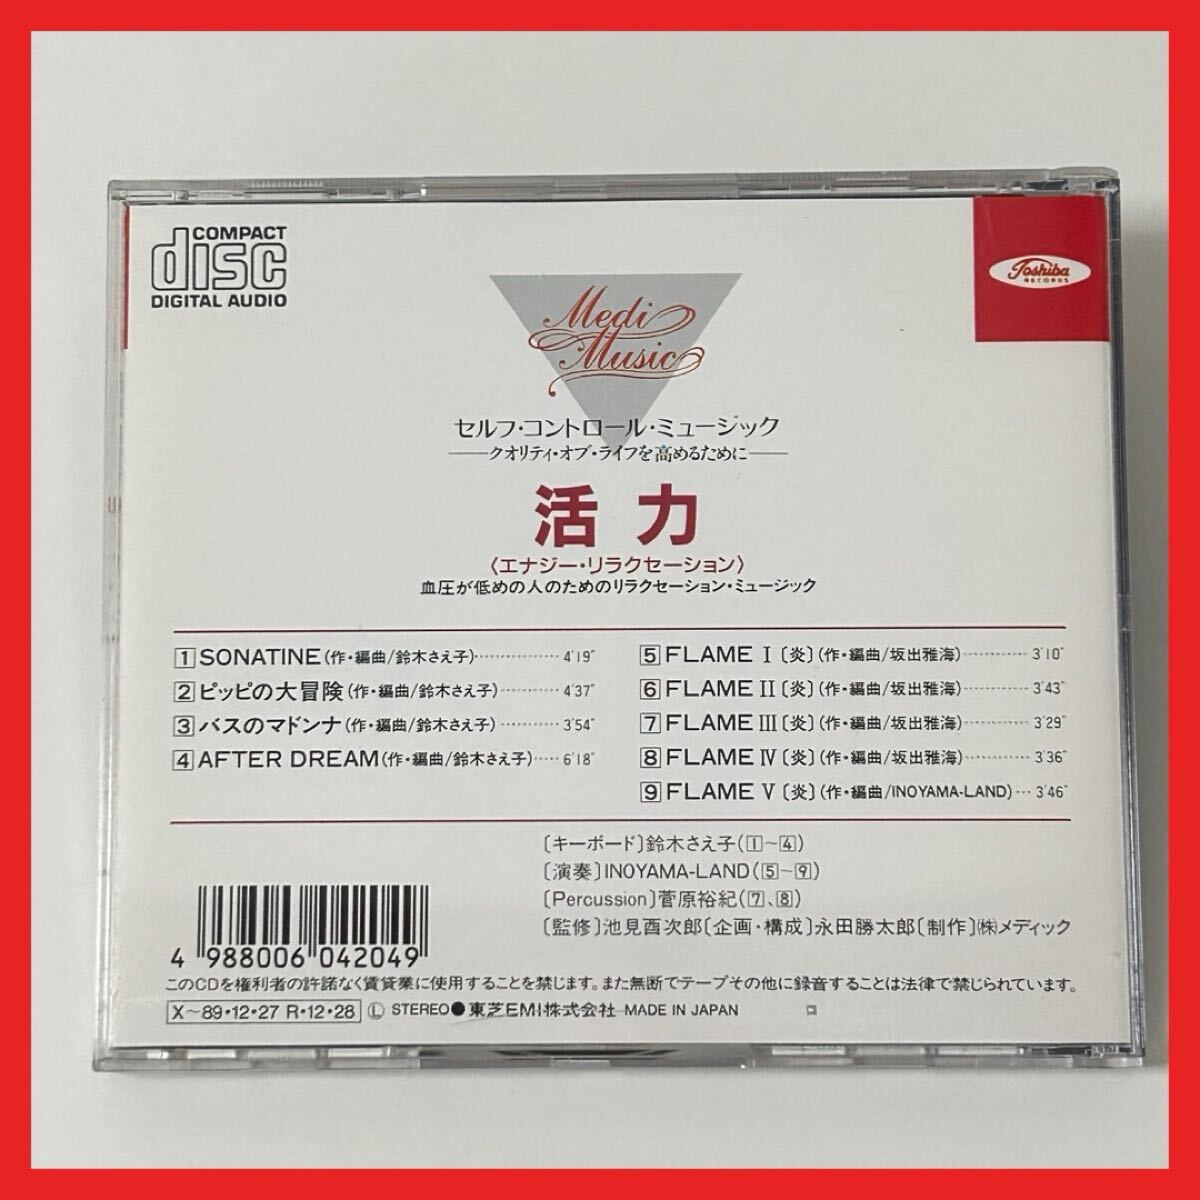 COMPACT
disc
DIGITAL AUDIO
Toshiba
RECORDS
Medi
Music
セルフ・コントロール・ミュージック
——クオリティ・オブ・ライフを高めるために——
活力
〈エナジー・リラクセーション〉
血圧が低めの人のためのリラクセーション・ミュージック
1 SONATINE(作・編曲/鈴木さえ子)……………… 4'19"
2 ピッピの大冒険(作・編曲/鈴木さえ子)………… 4'37"
3 バスのマドンナ(作・編曲/鈴木さえ子)………… 3'54"
4 AFTER DREAM(作・編曲/鈴木さえ子)…… 6'18"
5 FLAME I〔炎〕(作・編曲/坂出雅海)………… 3'10"
6 FLAME II〔炎〕(作・編曲/坂出雅海)………… 3'43"
7 FLAME III〔炎〕(作・編曲/坂出雅海)………… 3'29"
8 FLAME IV〔炎〕(作・編曲/坂出雅海)………… 3'36"
9 FLAME V〔炎〕(作・編曲/INOYAMA-LAND)… 3'46"
〔キーボード〕鈴木さえ子(1～4)
〔演奏〕INOYAMA-LAND(5～9)
〔Percussion〕菅原裕紀(7、8)
〔監修〕池見酉次郎〔企画・構成〕永田勝太郎〔制作〕㈱メディック
4 988006 042049
このCDを権利者の許諾なく賃貸業に使用することを禁じます。また無断でテープその他に録音することは法律で禁じられています。
X～89・12・27 R・12・28 Ⓛ STEREO●東芝EMI株式会社 MADE IN JAPAN